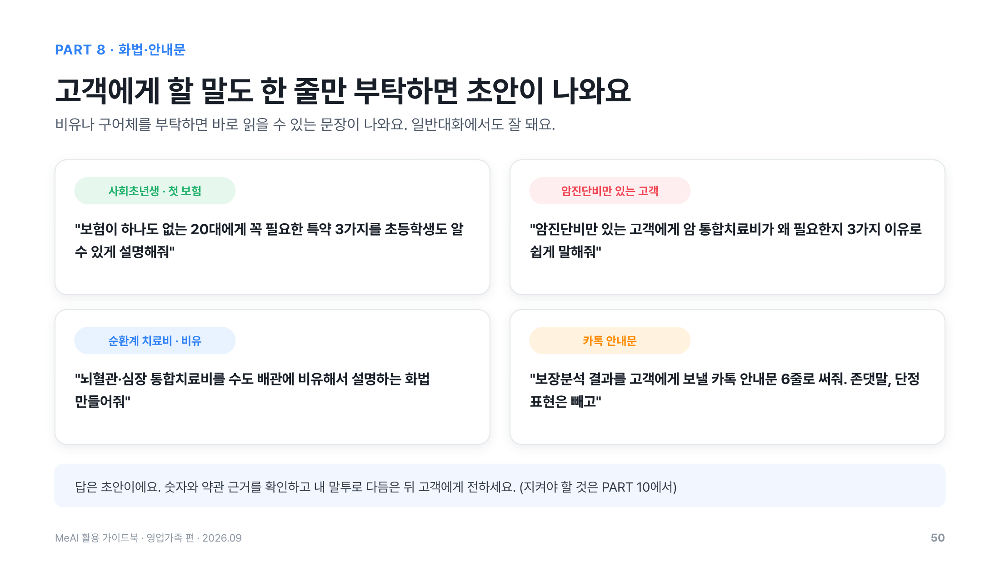 PART 8 · 화법·안내문
고객에게 할 말도 한 줄만 부탁하면 초안이 나와요
비유나 구어체를 부탁하면 바로 읽을 수 있는 문장이 나와요. 일반대화에서도 잘 돼요.
사회초년생 · 첫 보험
"보험이 하나도 없는 20대에게 꼭 필요한 특약 3가지를 초등학생도 알
수 있게 설명해줘"
암진단비만 있는 고객
"암진단비만 있는 고객에게 암 통합치료비가 왜 필요한지 3가지 이유로
쉽게 말해줘"
순환계 치료비 · 비유
"뇌혈관·심장 통합치료비를 수도 배관에 비유해서 설명하는 화법
만들어줘"
카톡 안내문
"보장분석 결과를 고객에게 보낼 카톡 안내문 6줄로 써줘. 존댓말, 단정
표현은 빼고"
답은 초안이에요. 숫자와 약관 근거를 확인하고 내 말투로 다듬은 뒤 고객에게 전하세요. (지켜야 할 것은 PART 10에서)
MeAI 활용 가이드북 · 영업가족 편 · 2026.09
50